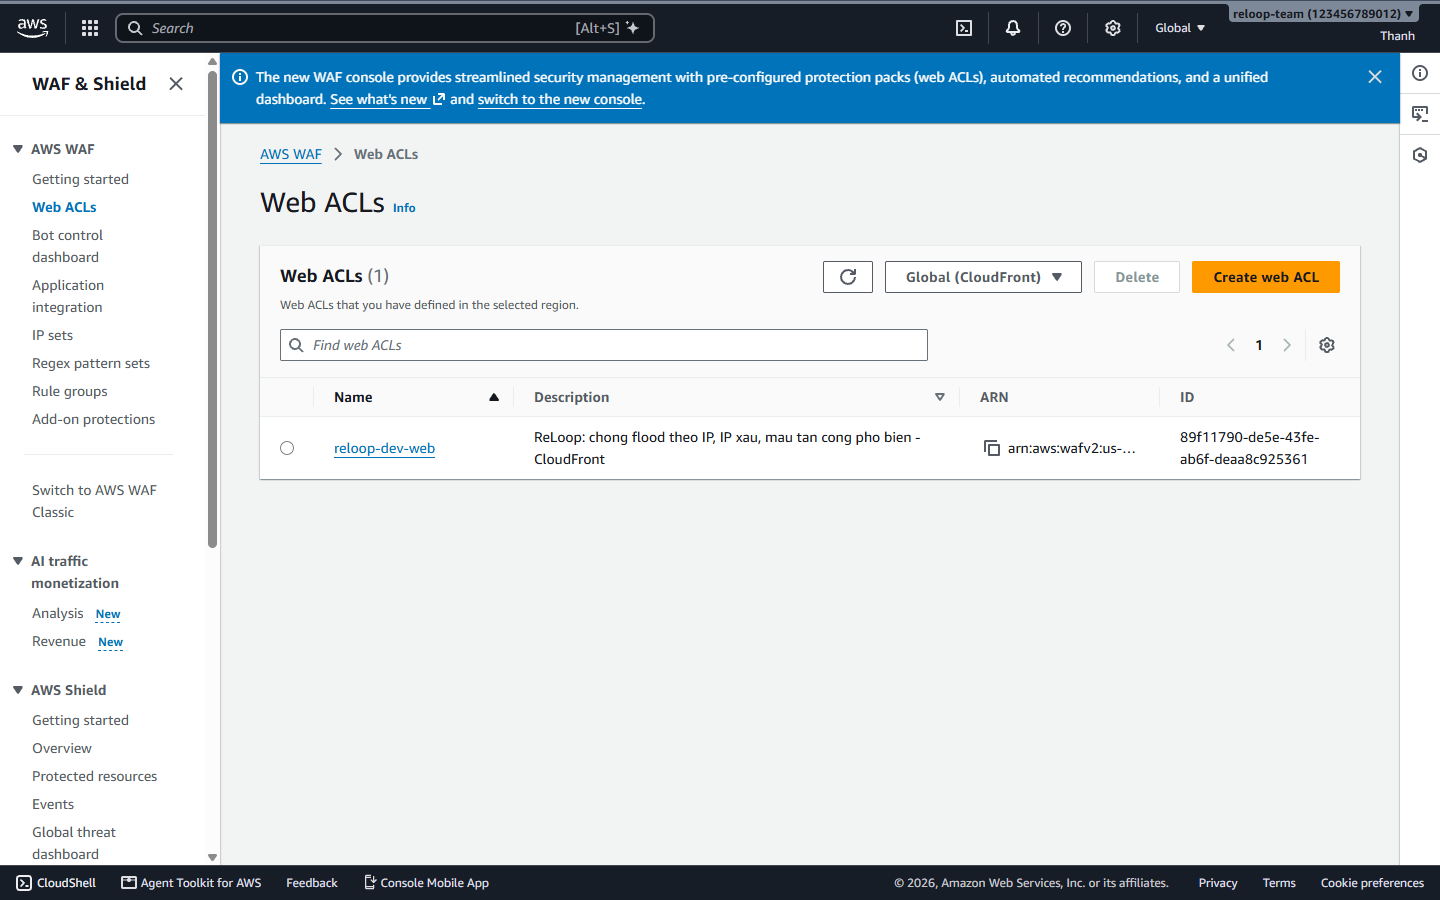 aws
Search
[Alt+S]
Global
reloop-team (123456789012)
Thanh
WAF & Shield
AWS WAF
Getting started
Web ACLs
Bot control
dashboard
Application
integration
IP sets
Regex pattern sets
Rule groups
Add-on protections
Switch to AWS WAF
Classic
AI traffic
monetization
Analysis New
Revenue New
AWS Shield
Getting started
Overview
Protected resources
Events
Global threat
dashboard
The new WAF console provides streamlined security management with pre-configured protection packs (web ACLs), automated recommendations, and a unified
dashboard. See what's new and switch to the new console.
AWS WAF > Web ACLs
Web ACLs Info
Web ACLs (1)
Web ACLs that you have defined in the selected region.
Global (CloudFront)
Delete
Create web ACL
Find web ACLs
1
Name Description ARN ID
reloop-dev-web
ReLoop: chong flood theo IP, IP xau, mau tan cong pho bien -
CloudFront
arn:aws:wafv2:us-...
89f11790-de5e-43fe-
ab6f-deaa8c925361
CloudShell Agent Toolkit for AWS Feedback Console Mobile App © 2026, Amazon Web Services, Inc. or its affiliates. Privacy Terms Cookie preferences